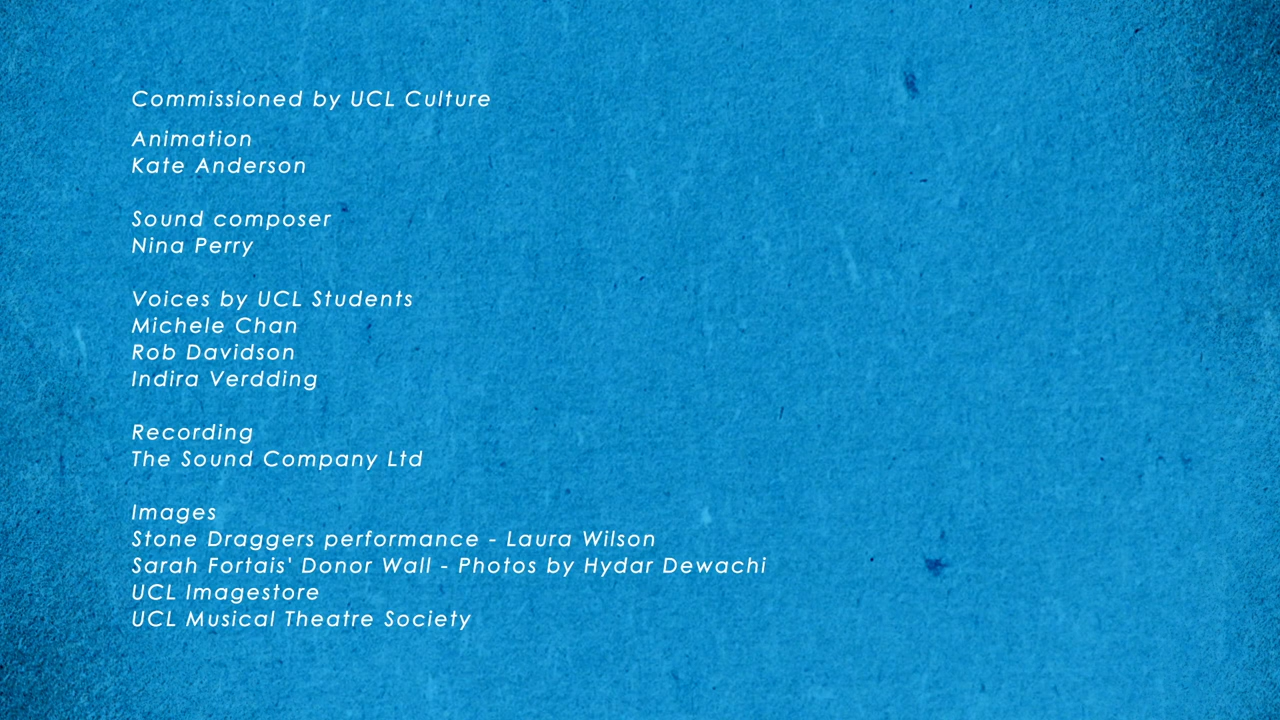 Commissioned by UCL Culture
Animation
Kate Anderson
Sound composer
Nina Perry
Voices by UCL Students
Michele Chan
Rob Davidson
Indira Verdding
Recording
The Sound Company Ltd
Images
Stone Draggers performance - Laura Wilson
Sarah Fortais' Donor Wall - Photos by Hydar Dewachi
UCL Imagestore
UCL Musical Theatre Society